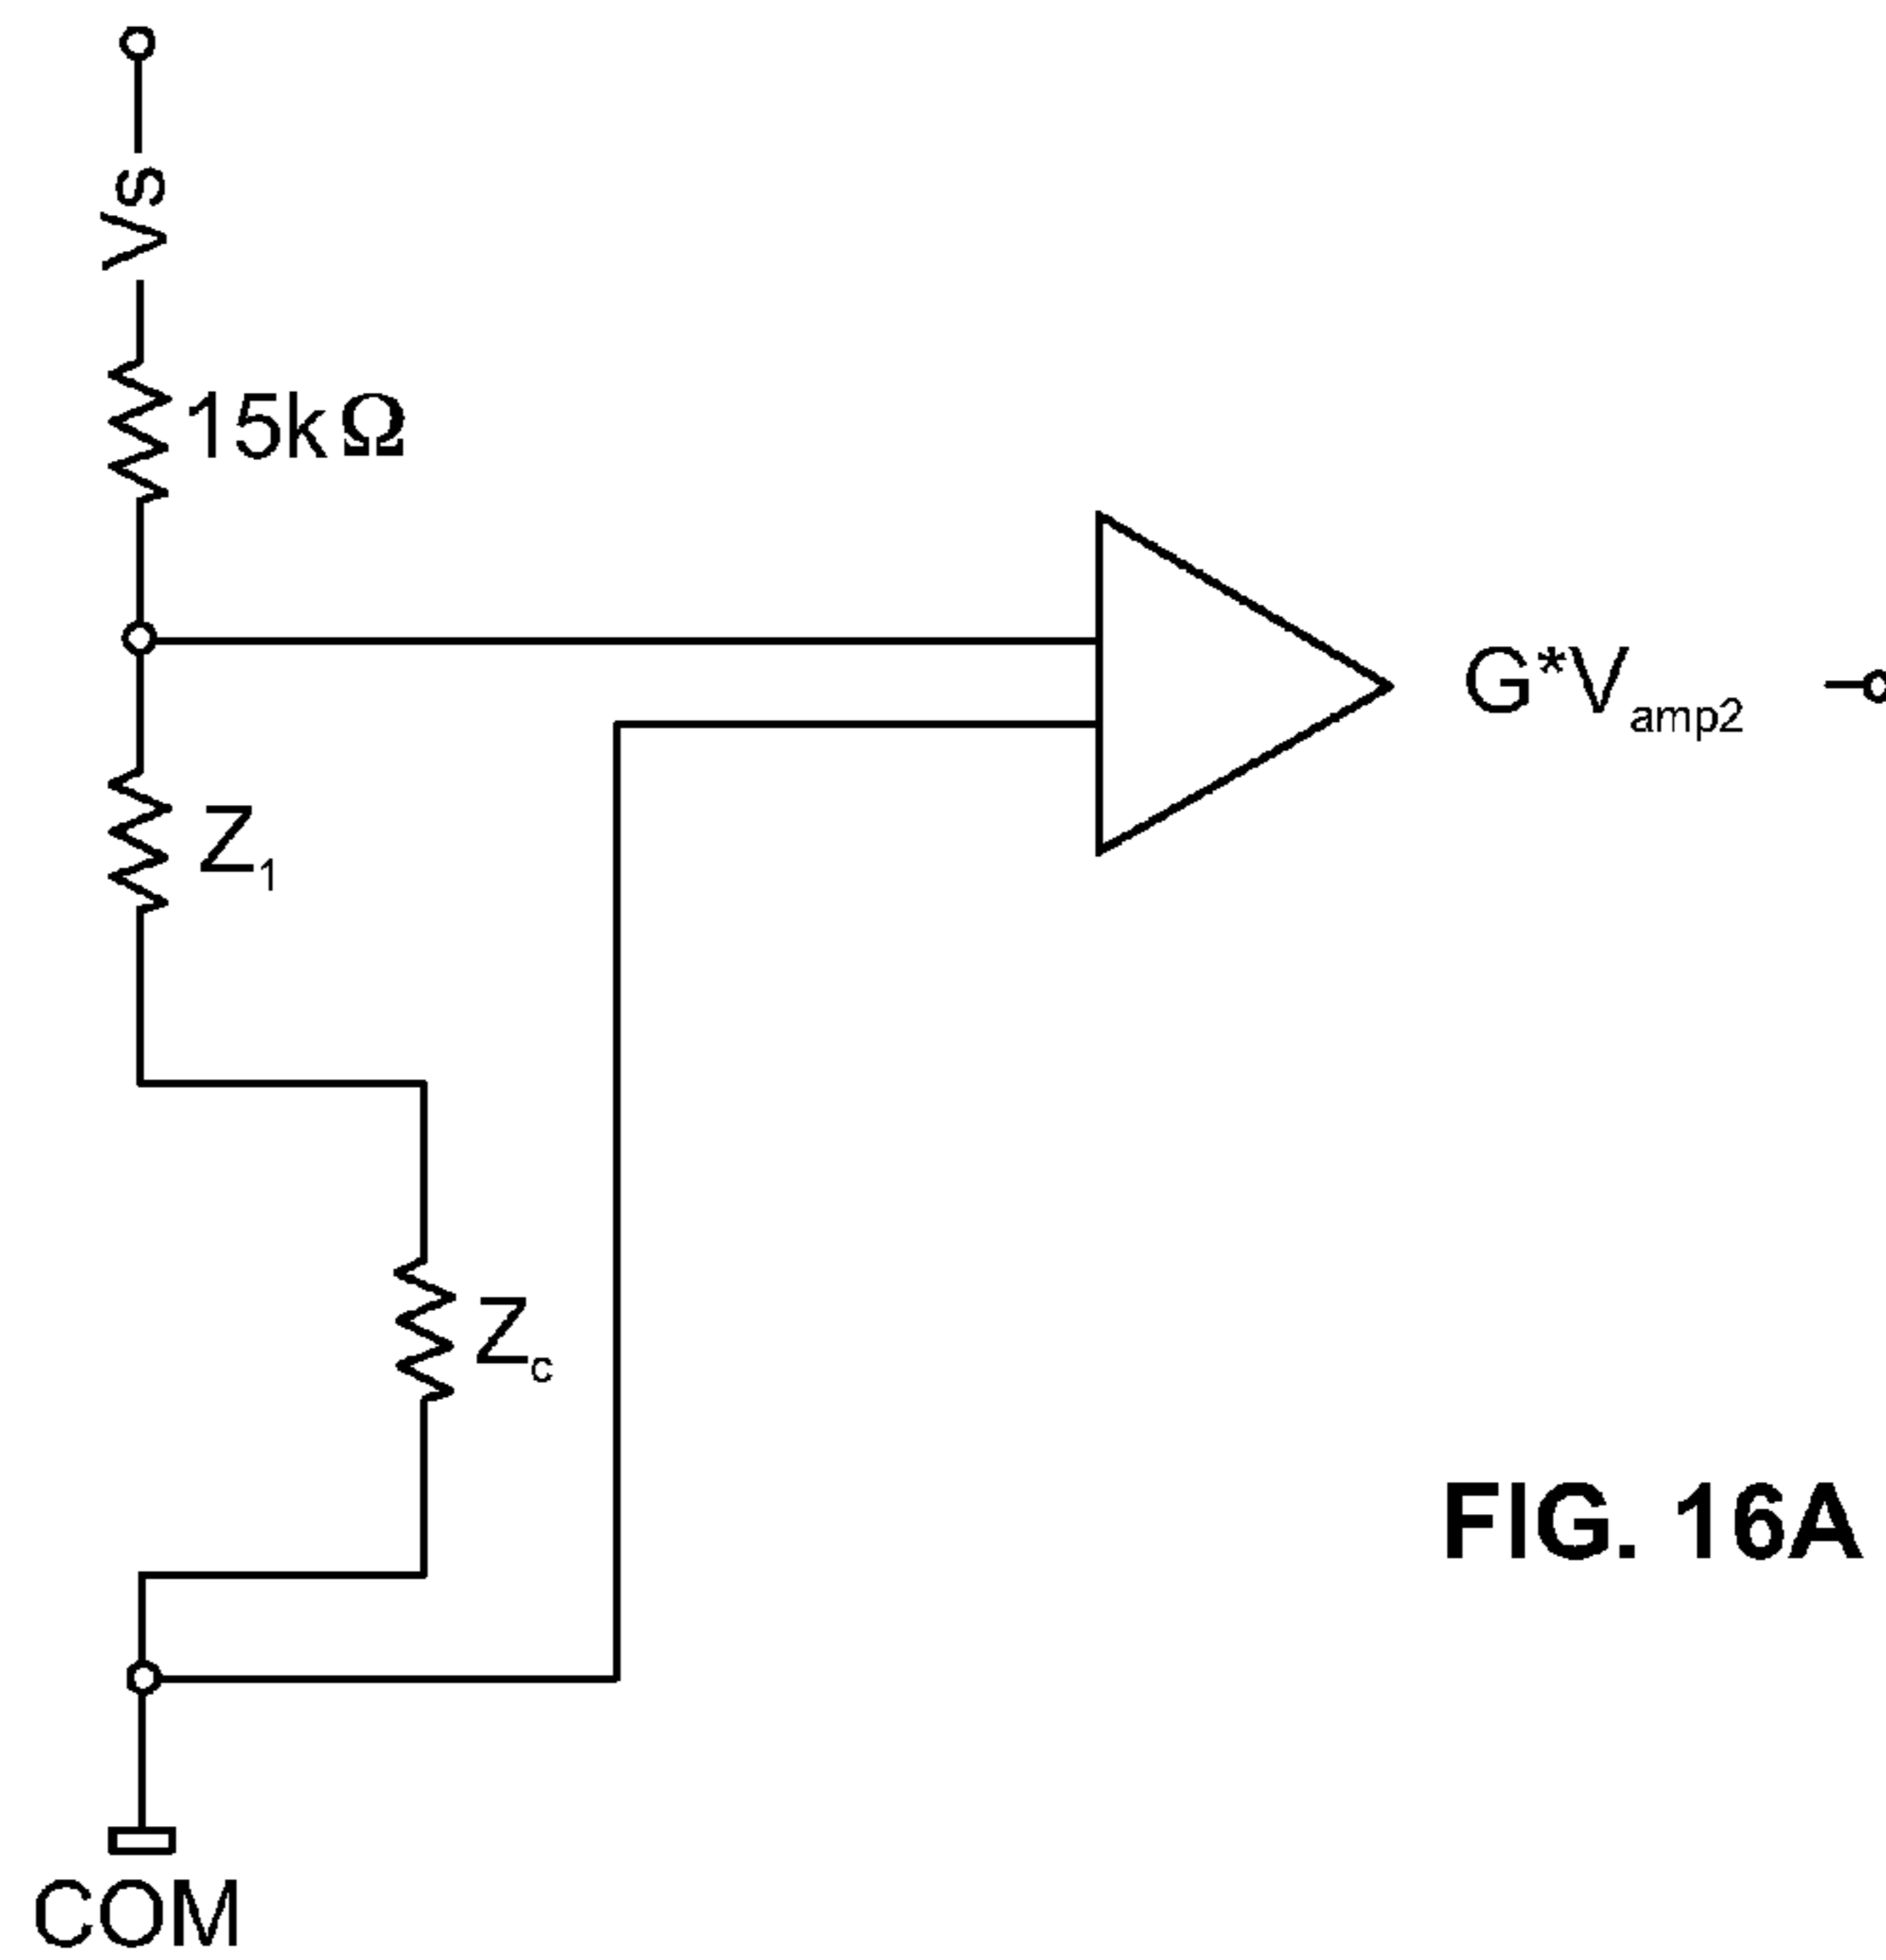 Vs
15kΩ
G*Vamp2
Z1
Zc
FIG. 16A
COM